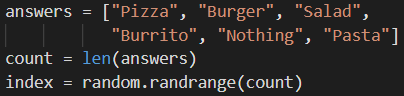 answers = ["Pizza", "Burger", "Salad",
"Burrito", "Nothing", "Pasta"]
count = len(answers)
index = random.randrange(count)